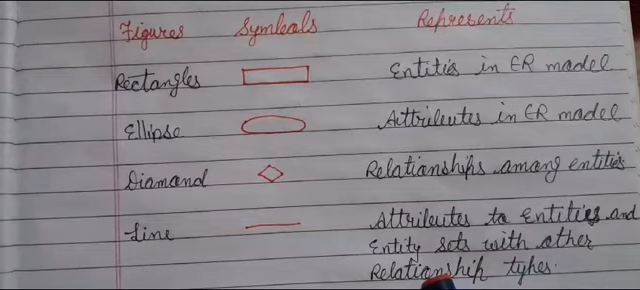 Figures Symbols Represents
Rectangles Entities in ER model
Ellipse Attributes in ER model
Diamand Relationships among entities
Line Attributes to Entities and
Entity sets with other
Relationship types.